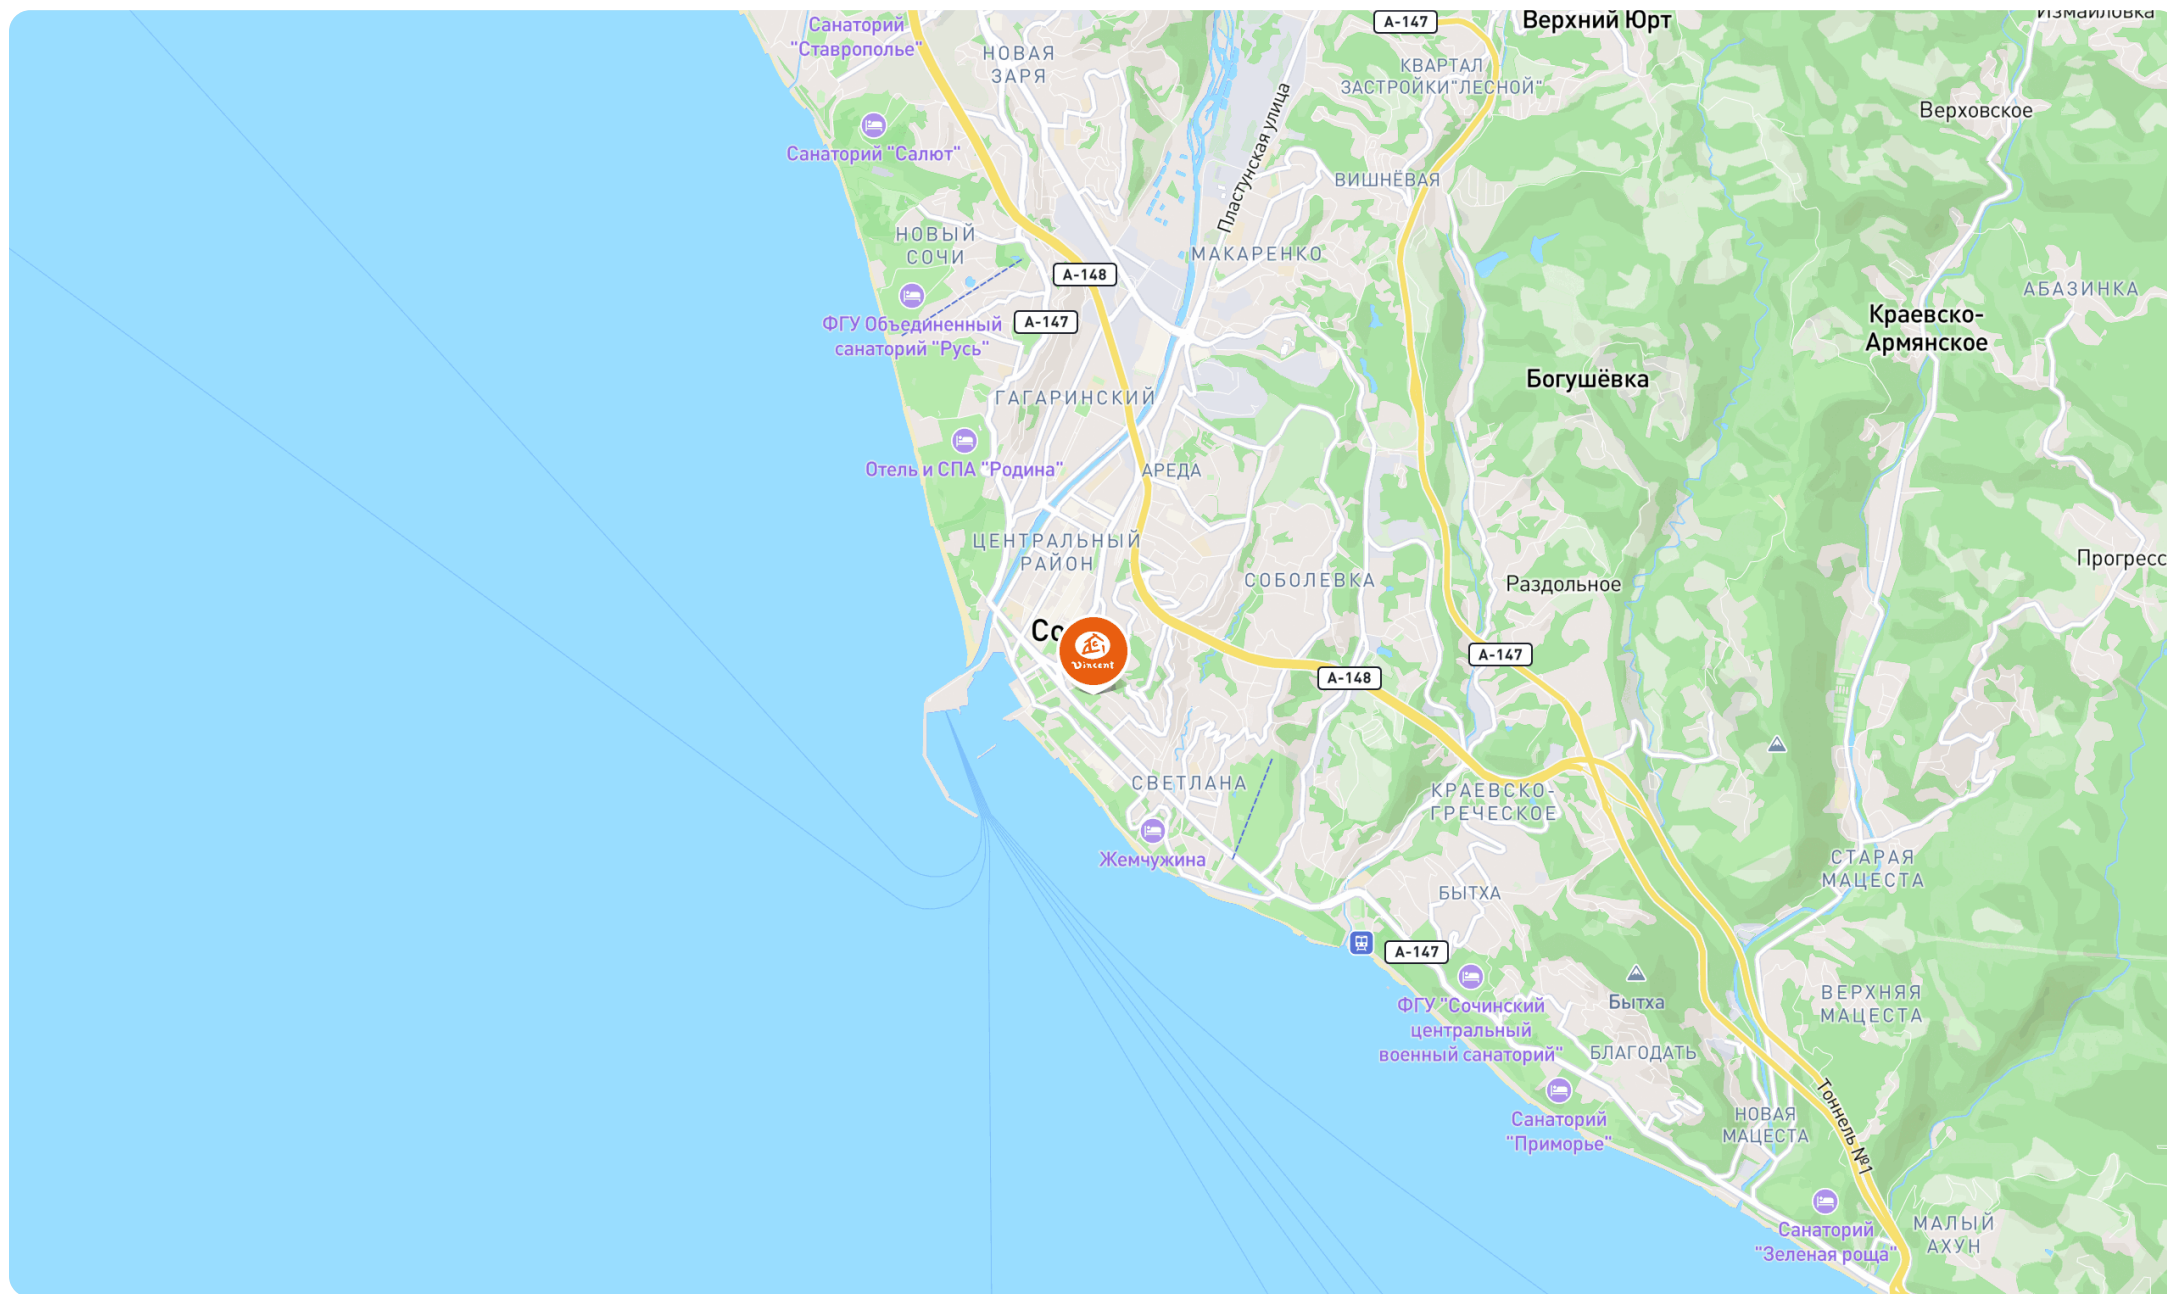 Санаторий
"Ставрополье"
НОВАЯ
ЗАРЯ
А-147
Верхний Юрт
Измайловка
КВАРТАЛ
ЗАСТРОЙКИ"ЛЕСНОЙ"
Верховское
Санаторий "Салют"
Пластунская улица
ВИШНЁВАЯ
НОВЫЙ
СОЧИ
МАКАРЕНКО
А-148
АБАЗИНКА
ФГУ Объединенный
санаторий "Русь"
А-147
Краевско-
Армянское
Богушёвка
ГАГАРИНСКИЙ
Отель и СПА "Родина"
АРЕДА
ЦЕНТРАЛЬНЫЙ
РАЙОН
СОБОЛЕВКА
Раздольное
Прогресс
Со
Vincent
А-147
А-148
СВЕТЛАНА
КРАЕВСКО-
ГРЕЧЕСКОЕ
Жемчужина
СТАРАЯ
МАЦЕСТА
БЫТХА
А-147
ФГУ "Сочинский
центральный
военный санаторий"
Бытха
ВЕРХНЯЯ
МАЦЕСТА
БЛАГОДАТЬ
Санаторий
"Приморье"
НОВАЯ
МАЦЕСТА
Тоннель №1
Санаторий
"Зеленая роща"
МАЛЫЙ
АХУН